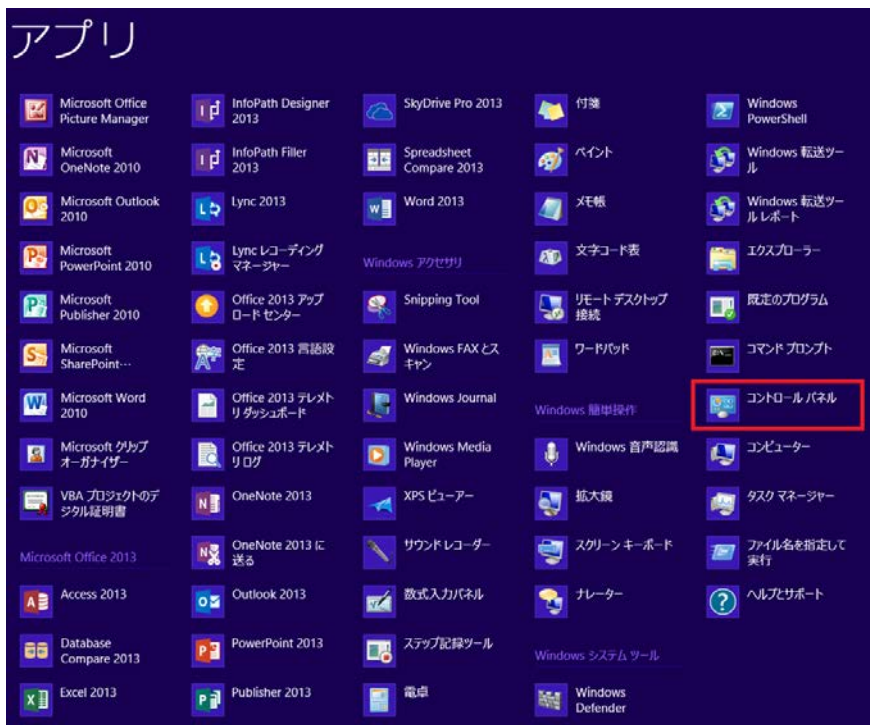 アプリ
Microsoft Office
Picture Manager
Microsoft
OneNote 2010
Microsoft Outlook
2010
Microsoft
PowerPoint 2010
Microsoft
Publisher 2010
Microsoft
SharePoint…
Microsoft Word
2010
Microsoft クリップ
オーガナイザー
VBA プロジェクトのデ
ジタル証明書
Microsoft Office 2013
Access 2013
Database
Compare 2013
Excel 2013
InfoPath Designer
2013
InfoPath Filler
2013
Lync 2013
Lync レコーディング
マネージャー
Office 2013 アップ
ロード センター
Office 2013 言語設
定
Office 2013 テレメト
リ ダッシュボード
Office 2013 テレメト
リ ログ
OneNote 2013
OneNote 2013 に
送る
Outlook 2013
PowerPoint 2013
Publisher 2013
SkyDrive Pro 2013
Spreadsheet
Compare 2013
Word 2013
Windows アクセサリ
Snipping Tool
Windows FAX とス
キャン
Windows Journal
Windows Media
Player
XPS ビューアー
サウンド レコーダー
数式入力パネル
ステップ記録ツール
電卓
付箋
ペイント
メモ帳
文字コード表
リモート デスクトップ
接続
ワードパッド
Windows 簡単操作
Windows 音声認識
拡大鏡
スクリーン キーボード
ナレーター
Windows システム ツール
Windows
Defender
Windows
PowerShell
Windows 転送ツー
ル
Windows 転送ツー
ル レポート
エクスプローラー
既定のプログラム
コマンド プロンプト
コントロール パネル
コンピューター
タスク マネージャー
ファイル名を指定して
実行
ヘルプとサポート